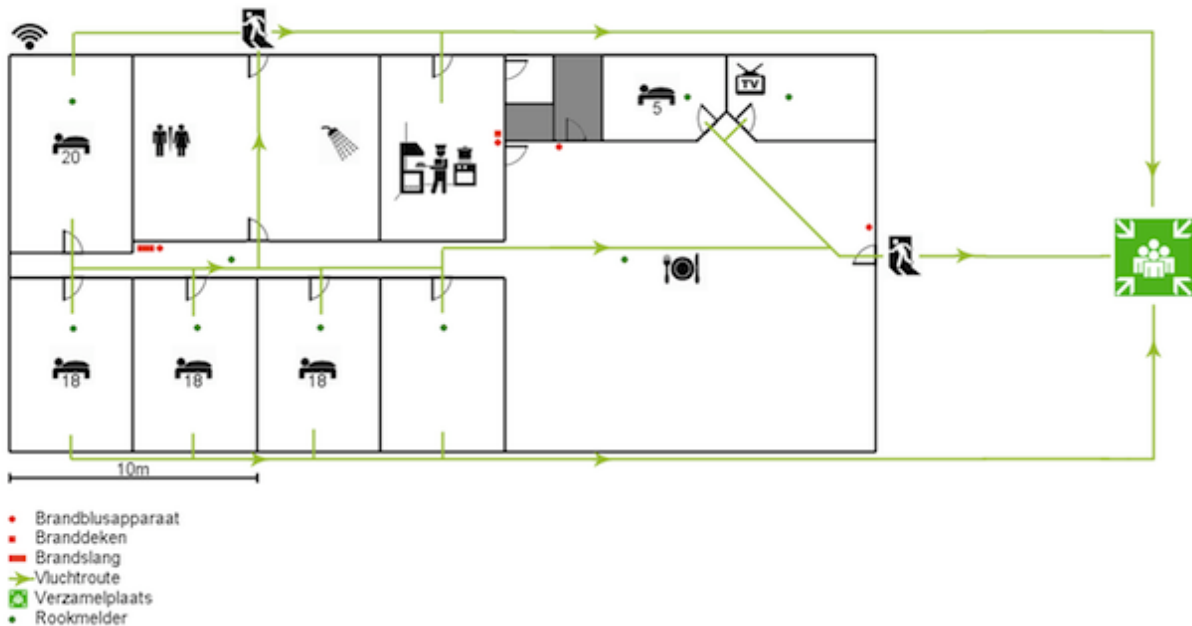 TV
5
20
18
18
18
10m
Brandblusapparaat
Branddeken
Brandslang
Vluchtroute
Verzamelplaats
Rookmelder